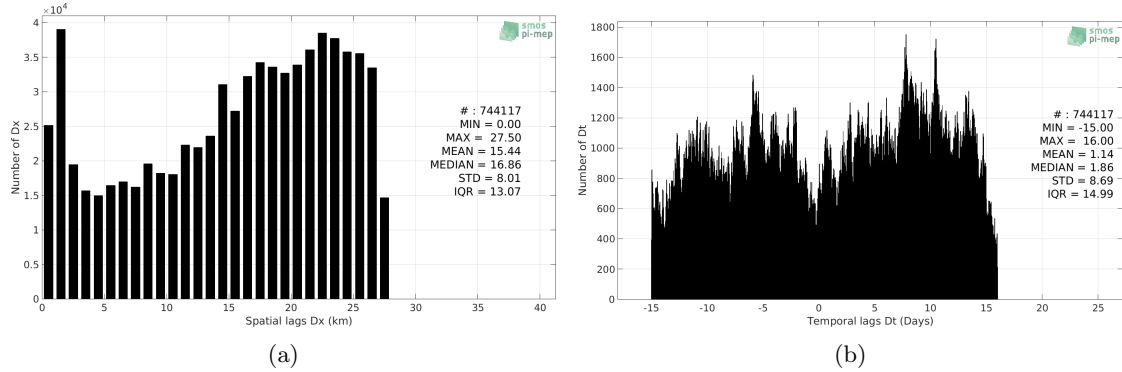 ×10⁴
4
3.5
3
2.5
2
1.5
1
0.5
0
0 5 10 15 20 25 30 35 40
Number of Dx
Spatial lags Dx (km)
smos
pi-mep
# : 744117
MIN = 0.00
MAX = 27.50
MEAN = 15.44
MEDIAN = 16.86
STD = 8.01
IQR = 13.07
(a)
1800
1600
1400
1200
1000
800
600
400
200
0
-15 -10 -5 0 5 10 15 20 25
Number of Dt
Temporal lags Dt (Days)
smos
pi-mep
# : 744117
MIN = -15.00
MAX = 16.00
MEAN = 1.14
MEDIAN = 1.86
STD = 8.69
IQR = 14.99
(b)